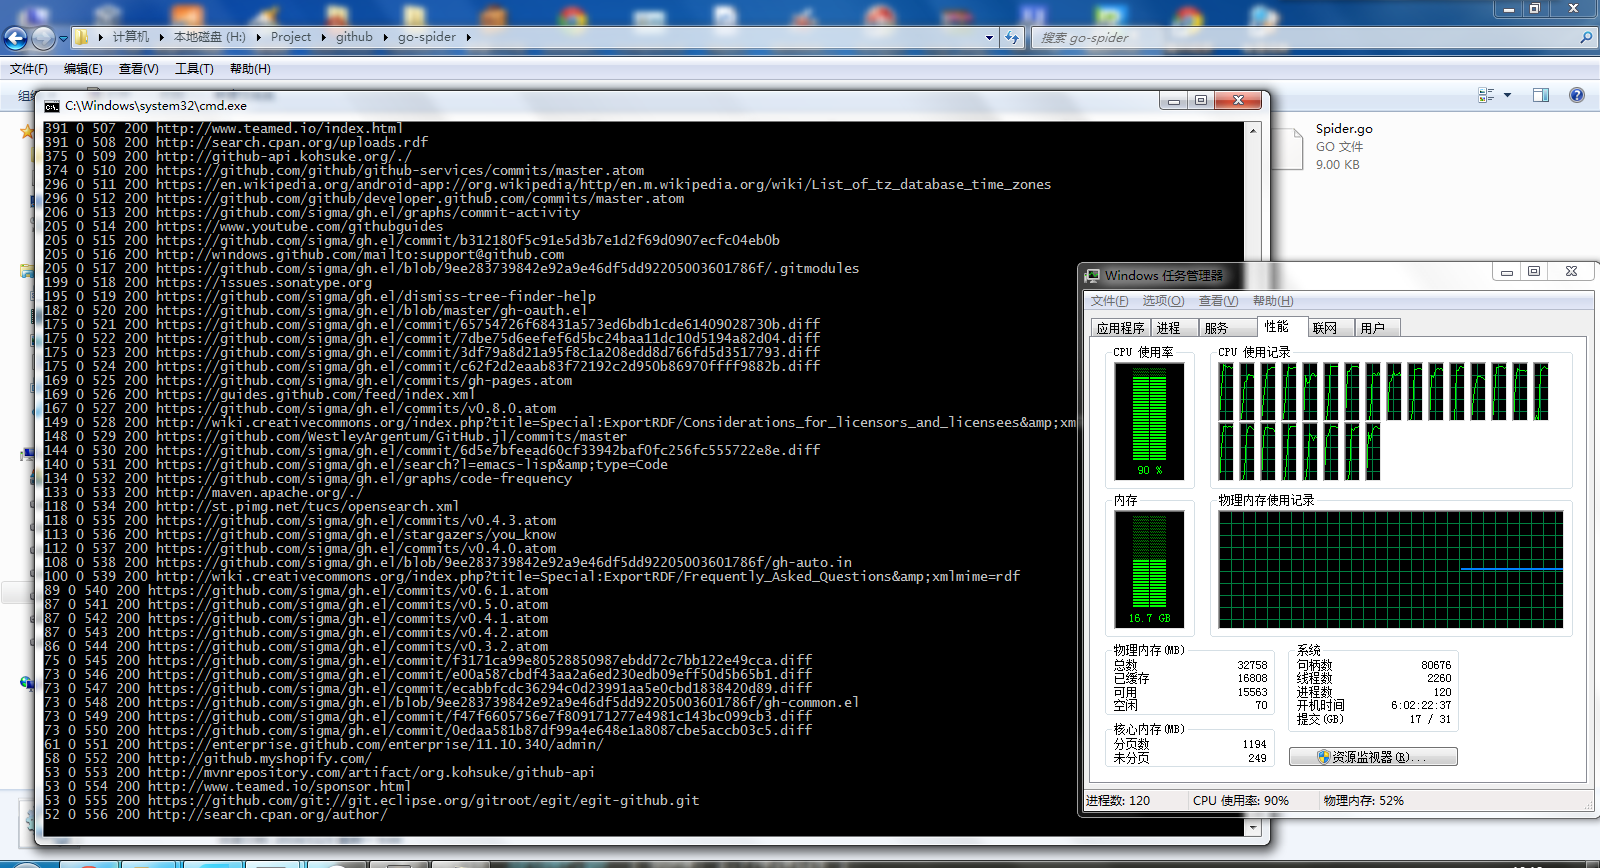 计算机 ▸ 本地磁盘 (H:) ▸ Project ▸ github ▸ go-spider ▸
搜索 go-spider
文件(F) 编辑(E) 查看(V) 工具(T) 帮助(H)
Spider.go
GO 文件
9.00 KB
C:\Windows\system32\cmd.exe
391 0 507 200 http://www.teamed.io/index.html
391 0 508 200 http://search.cpan.org/uploads.rdf
375 0 509 200 http://github-api.kohsuke.org/./
374 0 510 200 https://github.com/github/github-services/commits/master.atom
296 0 511 200 https://en.wikipedia.org/android-app://org.wikipedia/http/en.m.wikipedia.org/wiki/List_of_tz_database_time_zones
296 0 512 200 https://github.com/github/developer.github.com/commits/master.atom
206 0 513 200 https://github.com/sigma/gh.el/graphs/commit-activity
205 0 514 200 https://www.youtube.com/githubguides
205 0 515 200 https://github.com/sigma/gh.el/commit/b312180f5c91e5d3b7e1d2f69d0907ecfc04eb0b
205 0 516 200 http://windows.github.com/mailto:support@github.com
205 0 517 200 https://github.com/sigma/gh.el/blob/9ee283739842e92a9e46df5dd92205003601786f/.gitmodules
199 0 518 200 https://issues.sonatype.org
195 0 519 200 https://github.com/sigma/gh.el/dismiss-tree-finder-help
182 0 520 200 https://github.com/sigma/gh.el/blob/master/gh-oauth.el
175 0 521 200 https://github.com/sigma/gh.el/commit/65754726f68431a573ed6bdb1cde61409028730b.diff
175 0 522 200 https://github.com/sigma/gh.el/commit/7dbe75d6eefef6d5bc24baa11dc10d5194a82d04.diff
175 0 523 200 https://github.com/sigma/gh.el/commit/3df79a8d21a95f8c1a208edd8d766fd5d3517793.diff
175 0 524 200 https://github.com/sigma/gh.el/commit/c62f2d2eaab83f72192c2d950b86970ffff9882b.diff
169 0 525 200 https://github.com/sigma/gh.el/commits/gh-pages.atom
169 0 526 200 https://guides.github.com/feed/index.xml
167 0 527 200 https://github.com/sigma/gh.el/commits/v0.8.0.atom
149 0 528 200 http://wiki.creativecommons.org/index.php?title=Special:ExportRDF/Considerations_for_licensors_and_licensees&amp;xm
148 0 529 200 https://github.com/WestleyArgentum/GitHub.jl/commits/master
144 0 530 200 https://github.com/sigma/gh.el/commit/6d5e7bfeead60cf33942baf0fc256fc555722e8e.diff
140 0 531 200 https://github.com/sigma/gh.el/search?l=emacs-lisp&amp;type=Code
134 0 532 200 https://github.com/sigma/gh.el/graphs/code-frequency
133 0 533 200 http://maven.apache.org/./
118 0 534 200 http://st.pimg.net/tucs/opensearch.xml
118 0 535 200 https://github.com/sigma/gh.el/commits/v0.4.3.atom
113 0 536 200 https://github.com/sigma/gh.el/stargazers/you_know
112 0 537 200 https://github.com/sigma/gh.el/commits/v0.4.0.atom
108 0 538 200 https://github.com/sigma/gh.el/blob/9ee283739842e92a9e46df5dd92205003601786f/gh-auto.in
100 0 539 200 http://wiki.creativecommons.org/index.php?title=Special:ExportRDF/Frequently_Asked_Questions&amp;xmlmime=rdf
89 0 540 200 https://github.com/sigma/gh.el/commits/v0.6.1.atom
87 0 541 200 https://github.com/sigma/gh.el/commits/v0.5.0.atom
87 0 542 200 https://github.com/sigma/gh.el/commits/v0.4.1.atom
87 0 543 200 https://github.com/sigma/gh.el/commits/v0.4.2.atom
86 0 544 200 https://github.com/sigma/gh.el/commits/v0.3.2.atom
75 0 545 200 https://github.com/sigma/gh.el/commit/f3171ca99e80528850987ebdd72c7bb122e49cca.diff
73 0 546 200 https://github.com/sigma/gh.el/commit/e00a587cbdf43aa2a6ed230edb09eff50d5b65b1.diff
73 0 547 200 https://github.com/sigma/gh.el/commit/ecabbfcdc36294c0d23991aa5e0cbd1838420d89.diff
73 0 548 200 https://github.com/sigma/gh.el/blob/9ee283739842e92a9e46df5dd92205003601786f/gh-common.el
73 0 549 200 https://github.com/sigma/gh.el/commit/f47f6605756e7f809171277e4981c143bc099cb3.diff
73 0 550 200 https://github.com/sigma/gh.el/commit/0edaa581b87df99a4e648e1a8087cbe5accb03c5.diff
61 0 551 200 https://enterprise.github.com/enterprise/11.10.340/admin/
58 0 552 200 http://github.myshopify.com/
53 0 553 200 http://mvnrepository.com/artifact/org.kohsuke/github-api
53 0 554 200 http://www.teamed.io/sponsor.html
53 0 555 200 https://github.com/git://git.eclipse.org/gitroot/egit/egit-github.git
52 0 556 200 http://search.cpan.org/author/
Windows 任务管理器
文件(F) 选项(O) 查看(V) 帮助(H)
应用程序 进程 服务 性能 联网 用户
CPU 使用率 CPU 使用记录
90 %
内存 物理内存使用记录
16.7 GB
物理内存(MB)
总数 32758
已缓存 16808
可用 15563
空闲 70
核心内存(MB)
分页数 1194
未分页 249
系统
句柄数 80676
线程数 2260
进程数 120
开机时间 6:02:22:37
提交(GB) 17 / 31
资源监视器(R)...
进程数: 120 CPU 使用率: 90% 物理内存: 52%